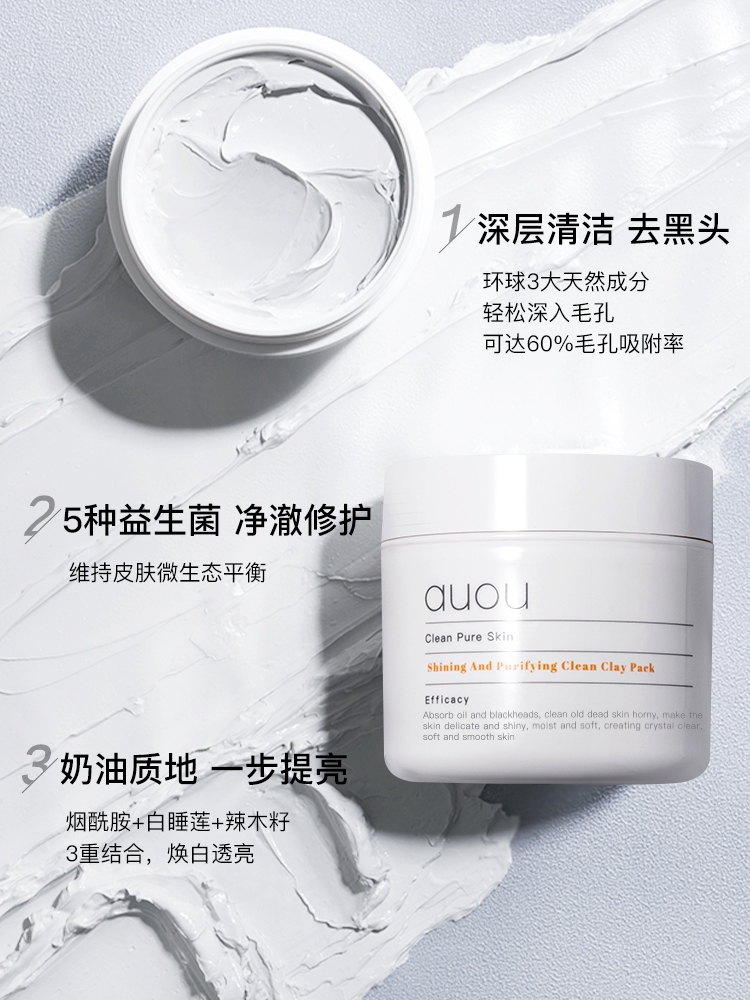 1 深层清洁 去黑头
环球3大天然成分
轻松深入毛孔
可达60%毛孔吸附率
2 5种益生菌 净澈修护
维持皮肤微生态平衡
auou
Clean Pure Skin
Shining And Purifying Clean Clay Pack
Efficacy
Absorb oil and blackheads, clean old dead skin horny, make the
skin delicate and shiny, moist and soft, creating crystal clear,
soft and smooth skin
3 奶油质地 一步提亮
烟酰胺+白睡莲+辣木籽
3重结合，焕白透亮